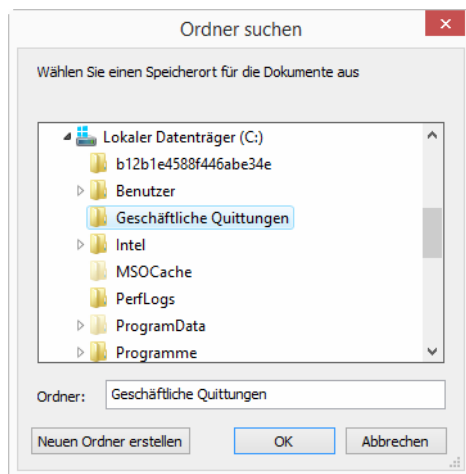 Ordner suchen
Wählen Sie einen Speicherort für die Dokumente aus
Lokaler Datenträger (C:)
b12b1e4588f446abe34e
Benutzer
Geschäftliche Quittungen
Intel
MSOCache
PerfLogs
ProgramData
Programme
Ordner: Geschäftliche Quittungen
Neuen Ordner erstellen OK Abbrechen